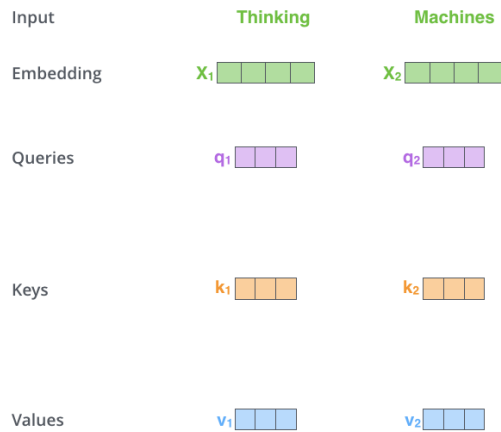 Input Thinking Machines
Embedding X₁ X₂
Queries q₁ q₂
Keys k₁ k₂
Values v₁ v₂